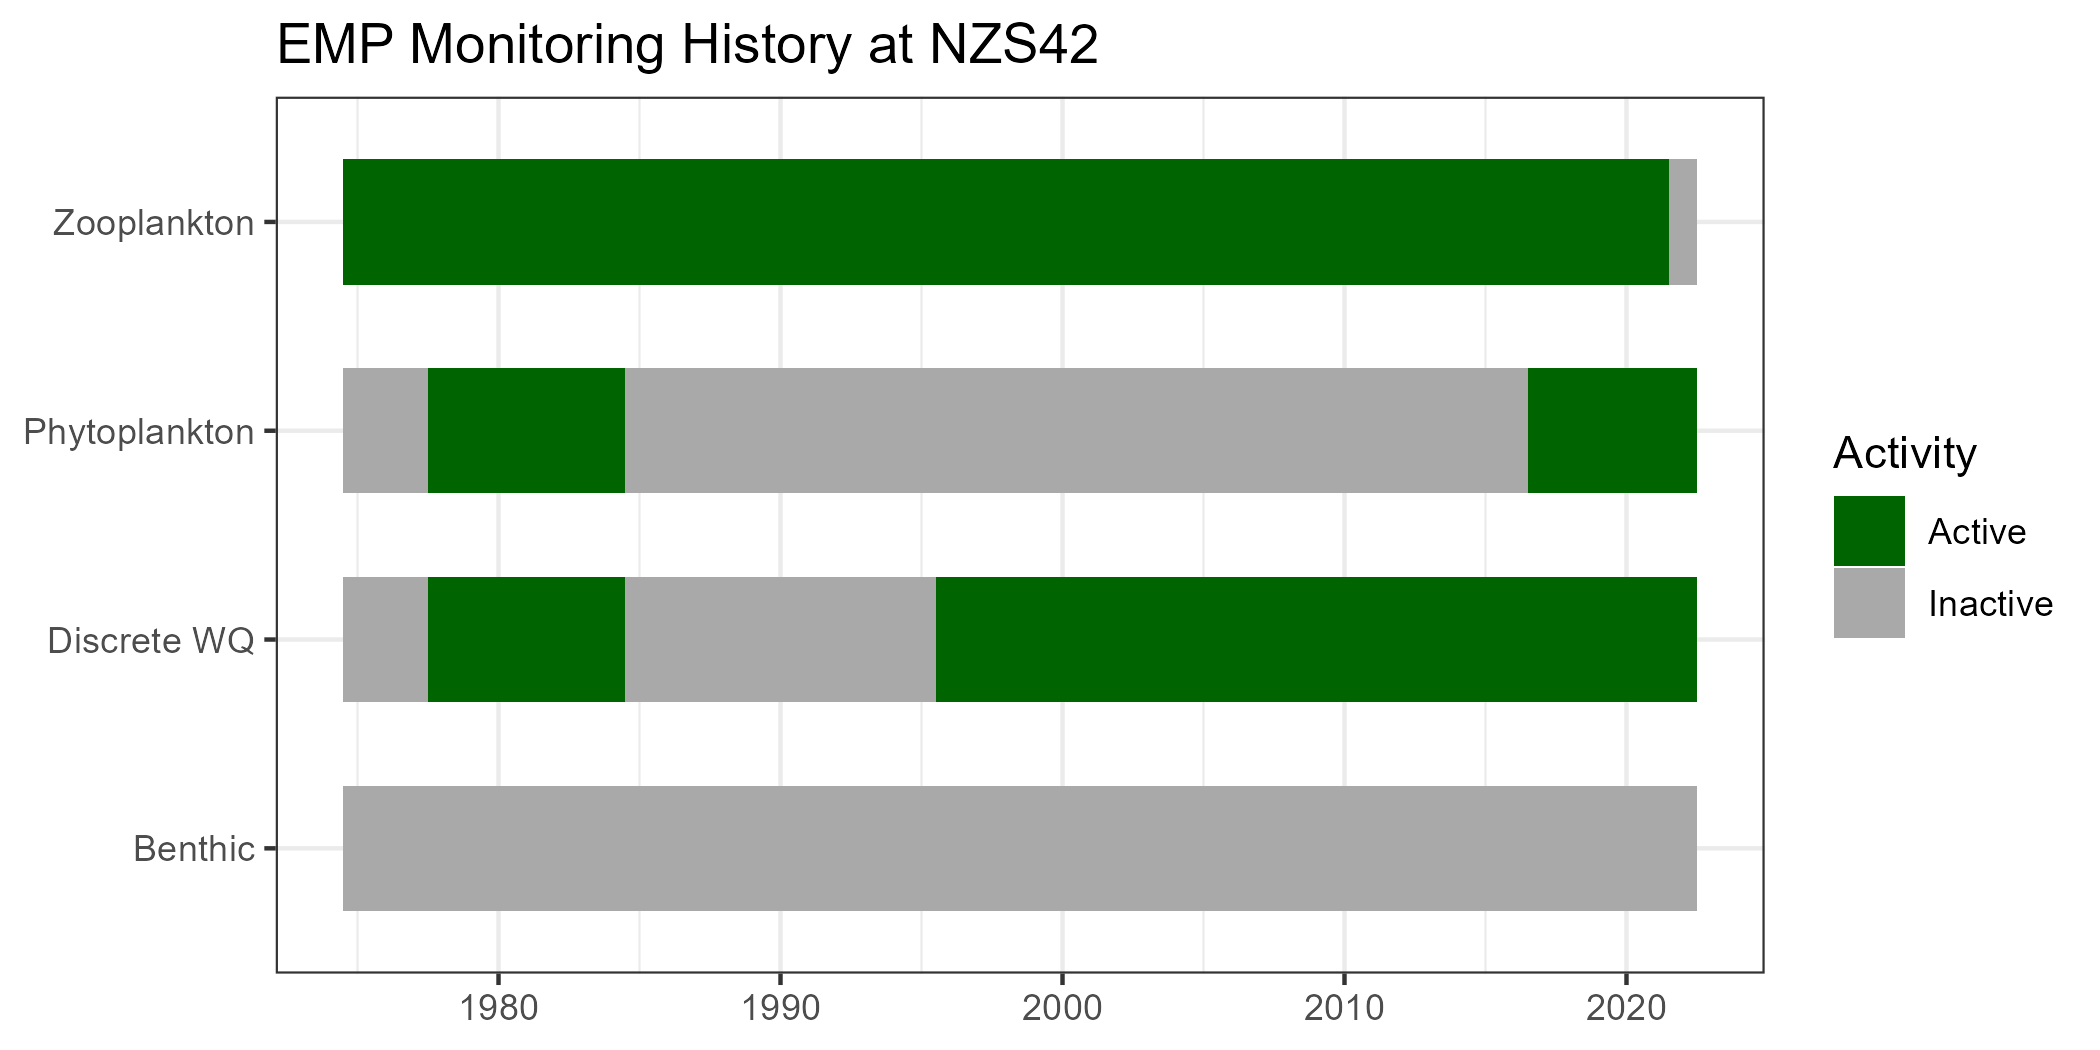 EMP Monitoring History at NZS42
Zooplankton
Phytoplankton
Discrete WQ
Benthic
1980 1990 2000 2010 2020
Activity
Active
Inactive